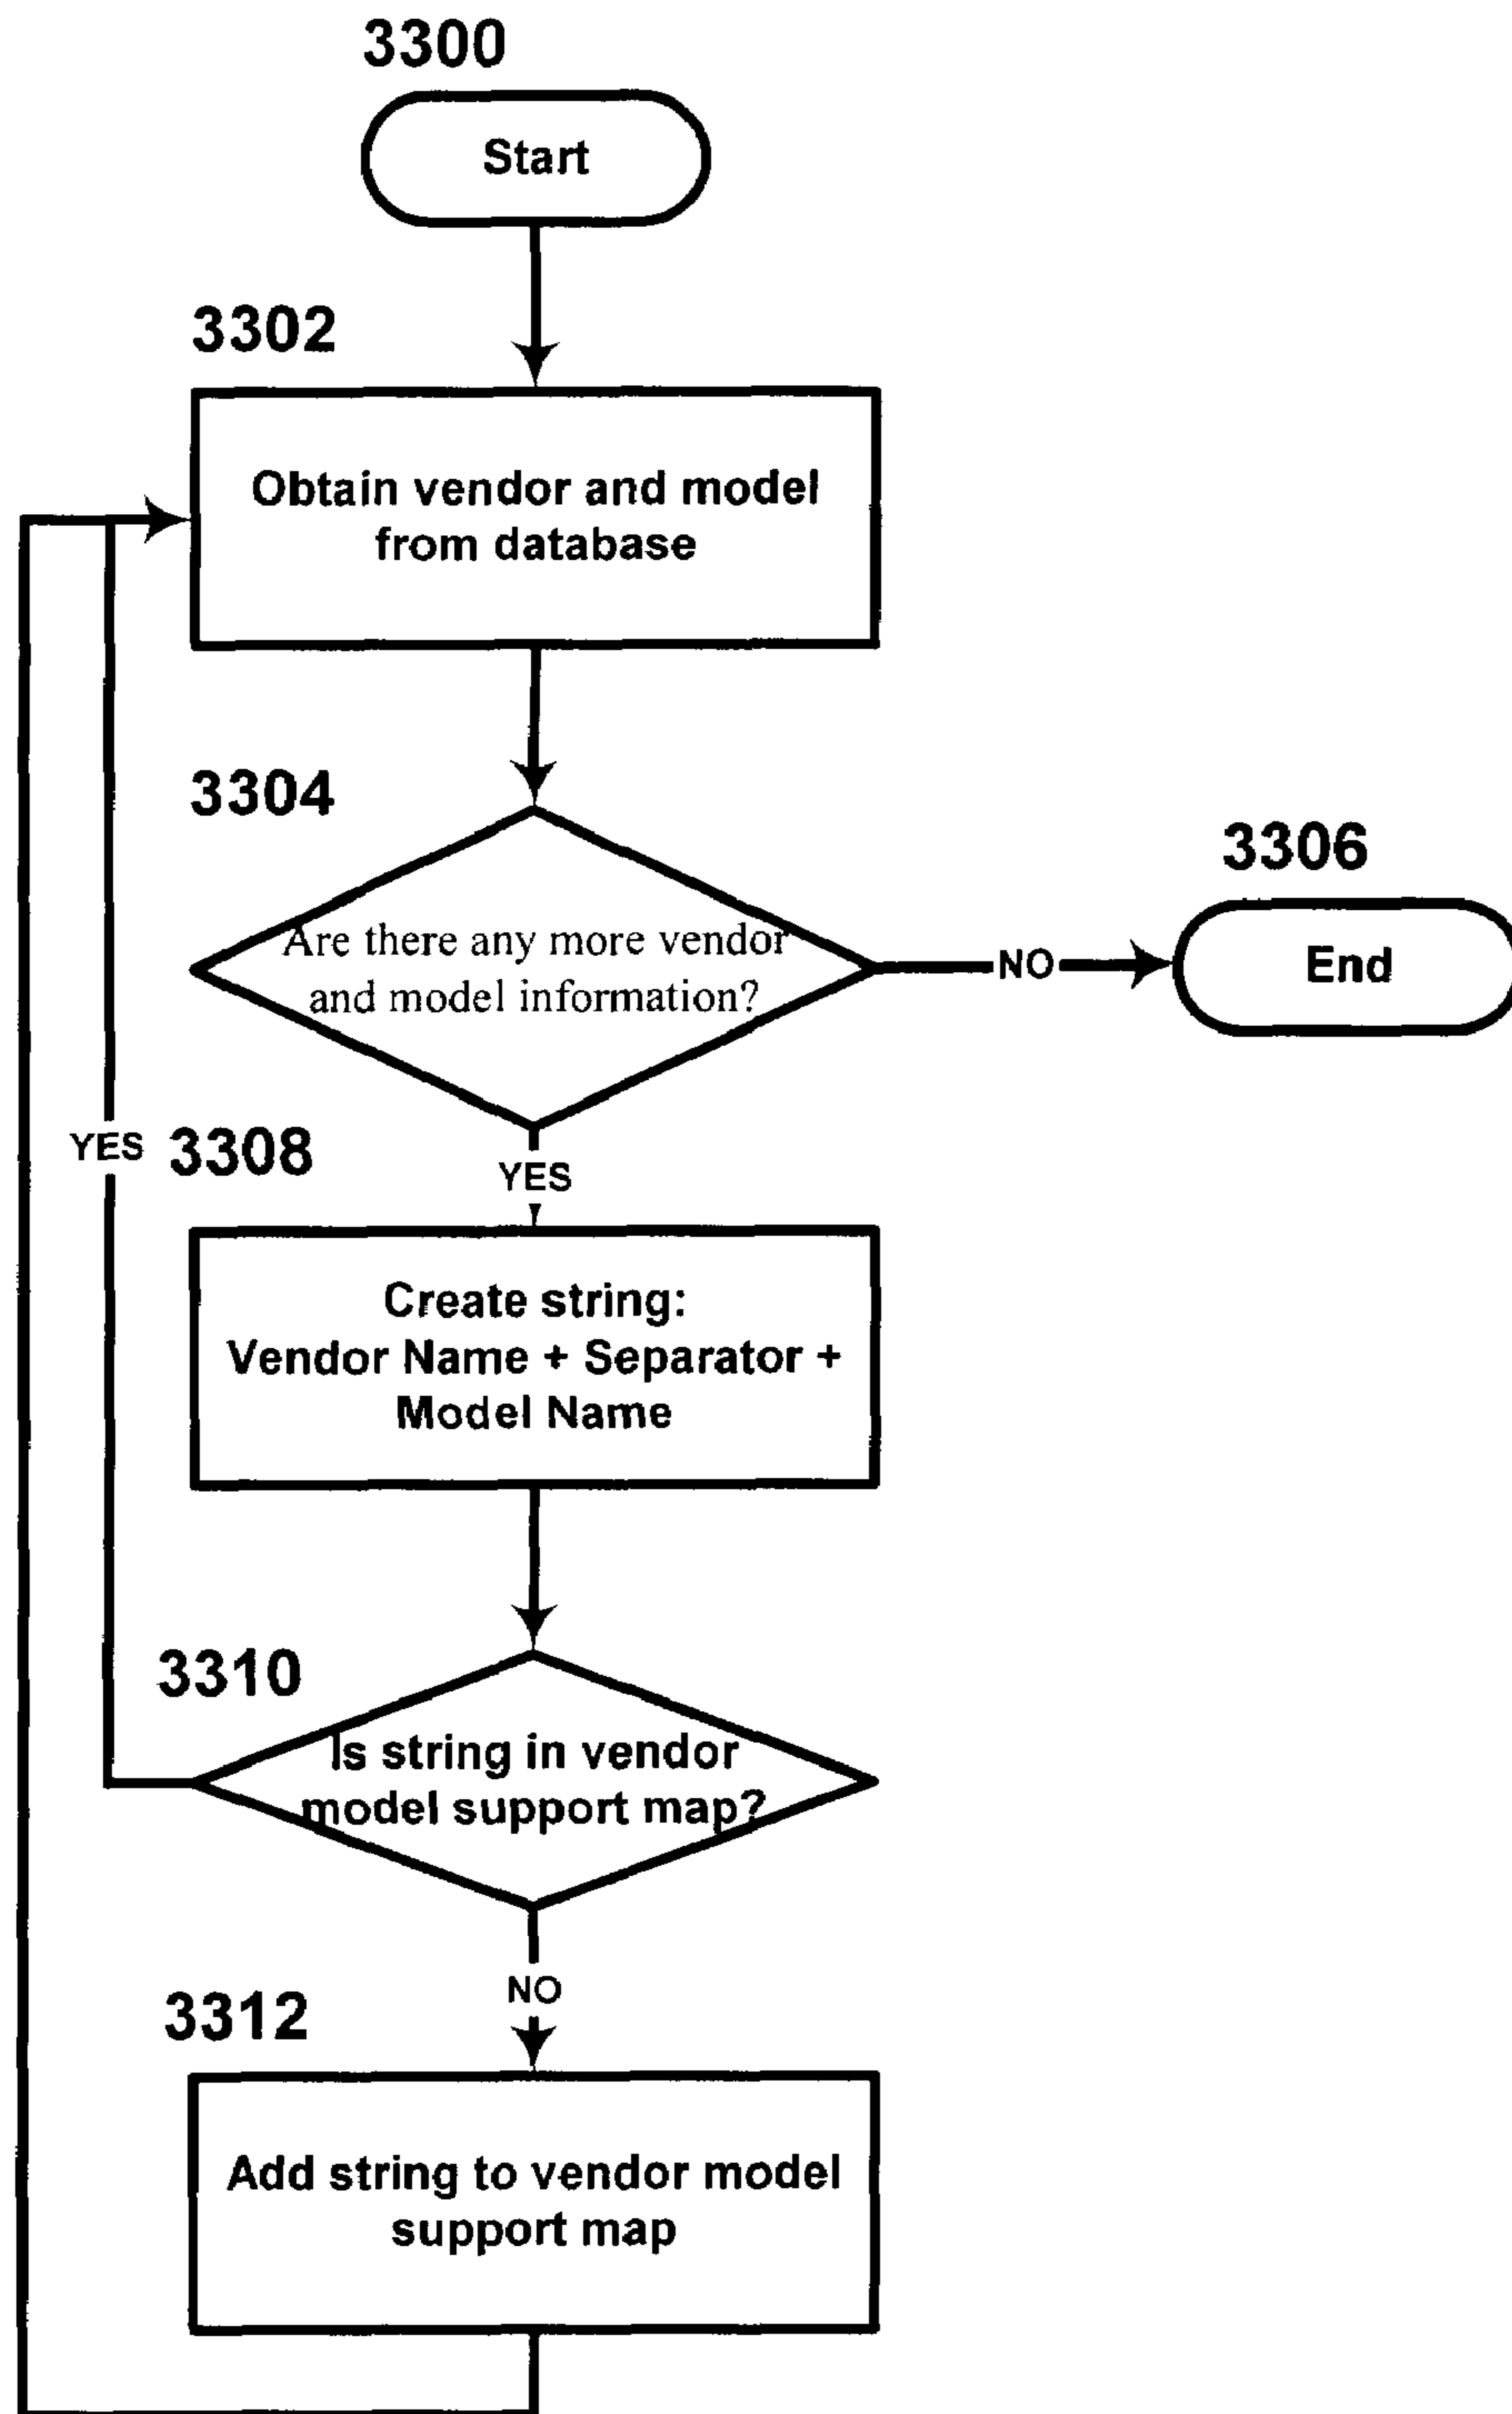 3300
Start
3302
Obtain vendor and model
from database
3304
Are there any more vendor
and model information?
NO
3306
End
YES
3308
YES
Create string:
Vendor Name + Separator +
Model Name
3310
Is string in vendor
model support map?
NO
3312
Add string to vendor model
support map